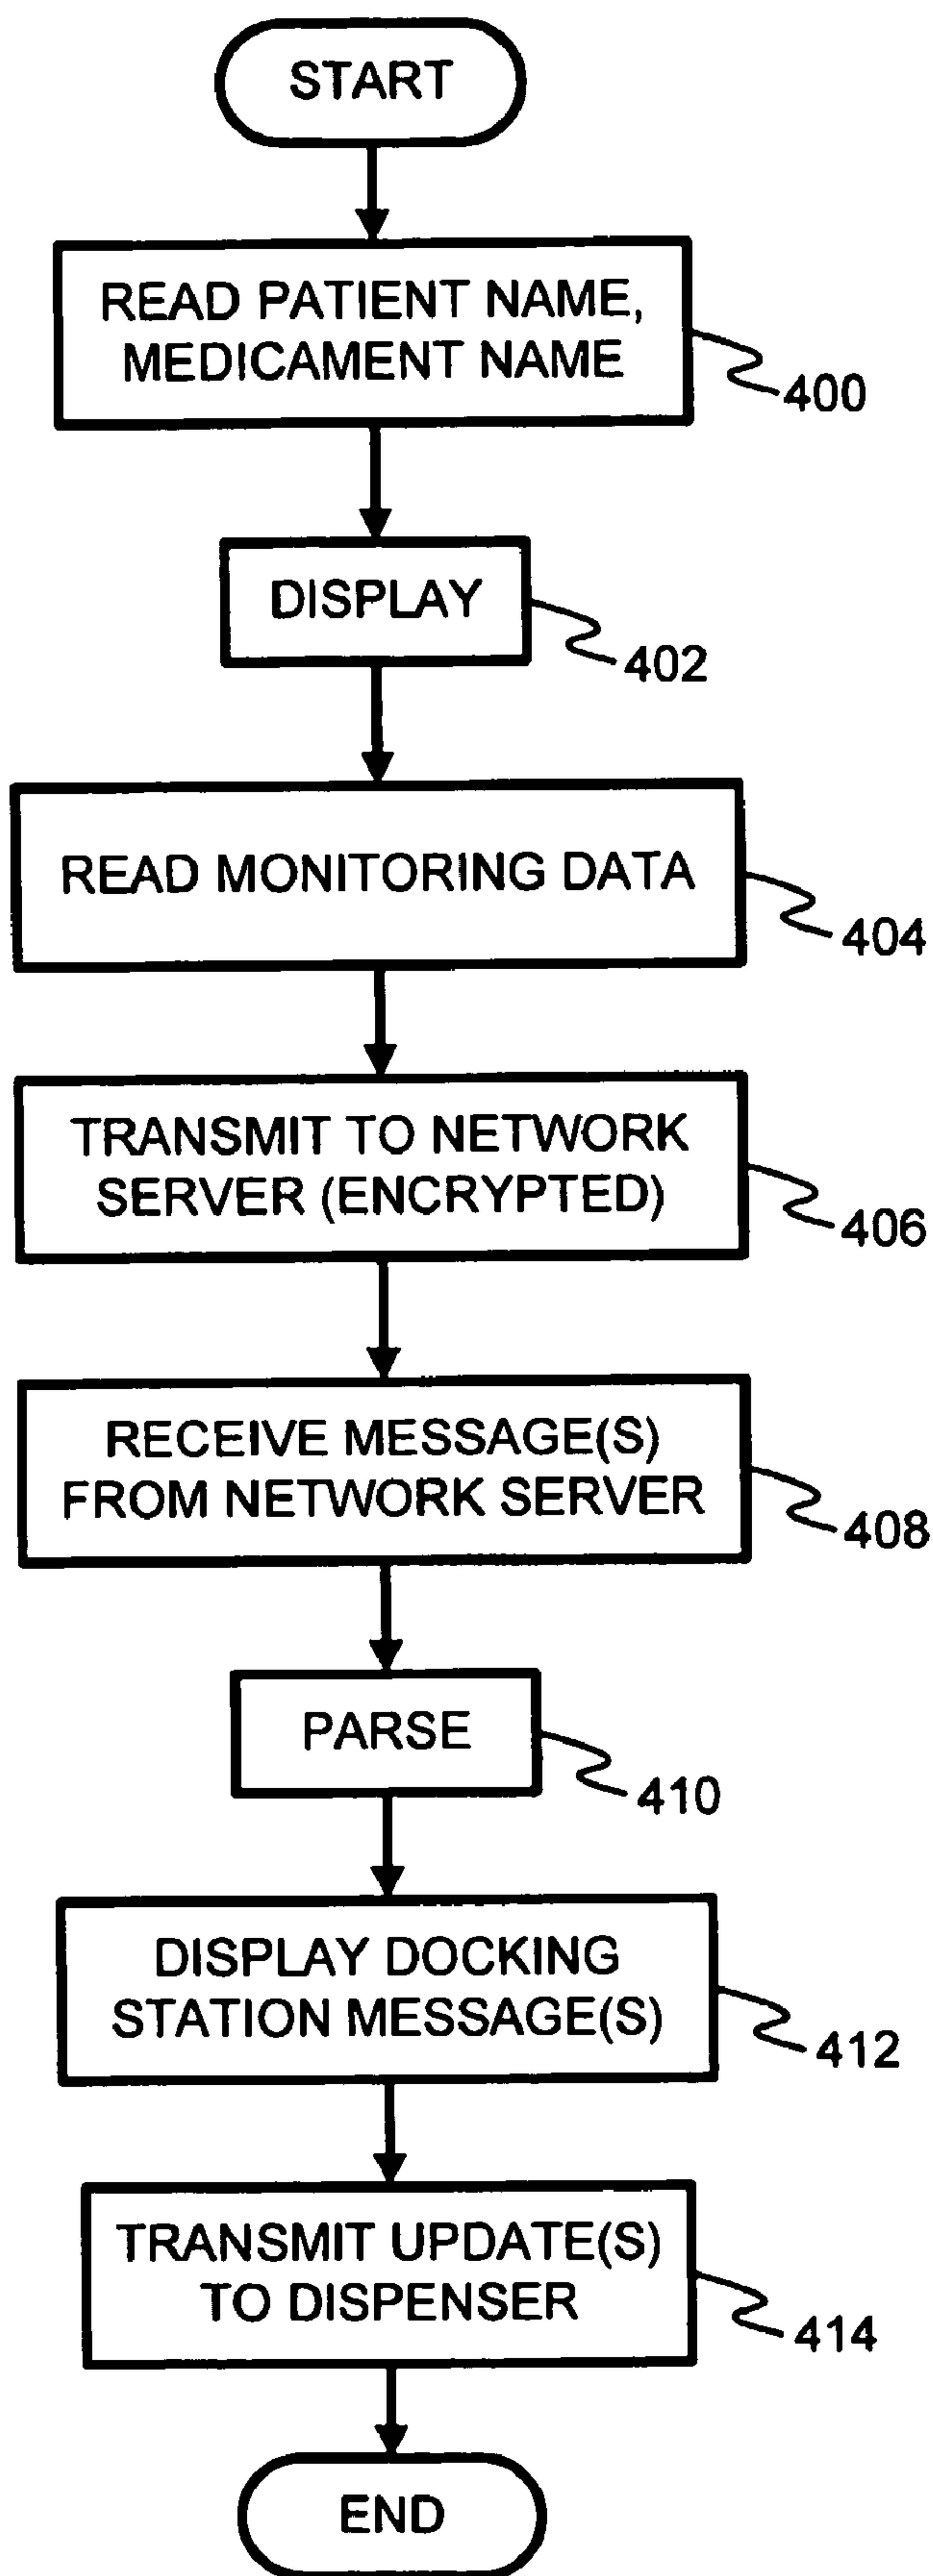 START
READ PATIENT NAME,
MEDICAMENT NAME
400
DISPLAY
402
READ MONITORING DATA
404
TRANSMIT TO NETWORK
SERVER (ENCRYPTED)
406
RECEIVE MESSAGE(S)
FROM NETWORK SERVER
408
PARSE
410
DISPLAY DOCKING
STATION MESSAGE(S)
412
TRANSMIT UPDATE(S)
TO DISPENSER
414
END